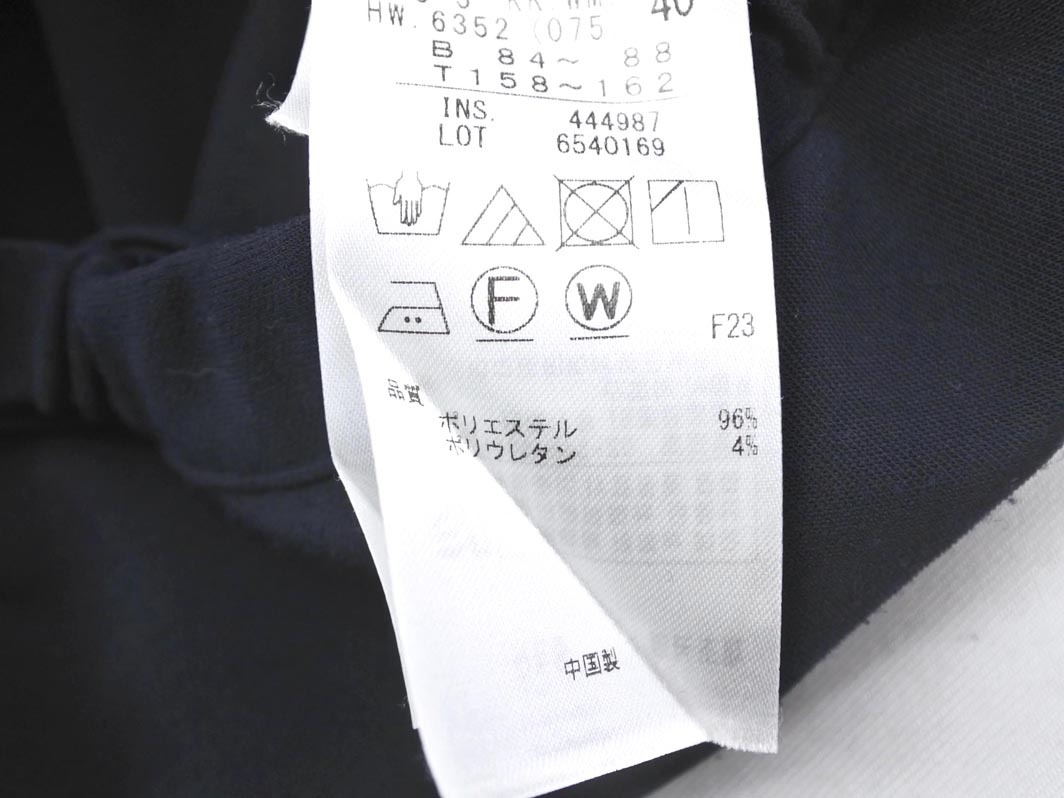 40
HW. 6352 (075
B 84～ 88
T158～162
INS. 444987
LOT 6540169
F W
F23
品質
ポリエステル 96%
ポリウレタン 4%
中国製